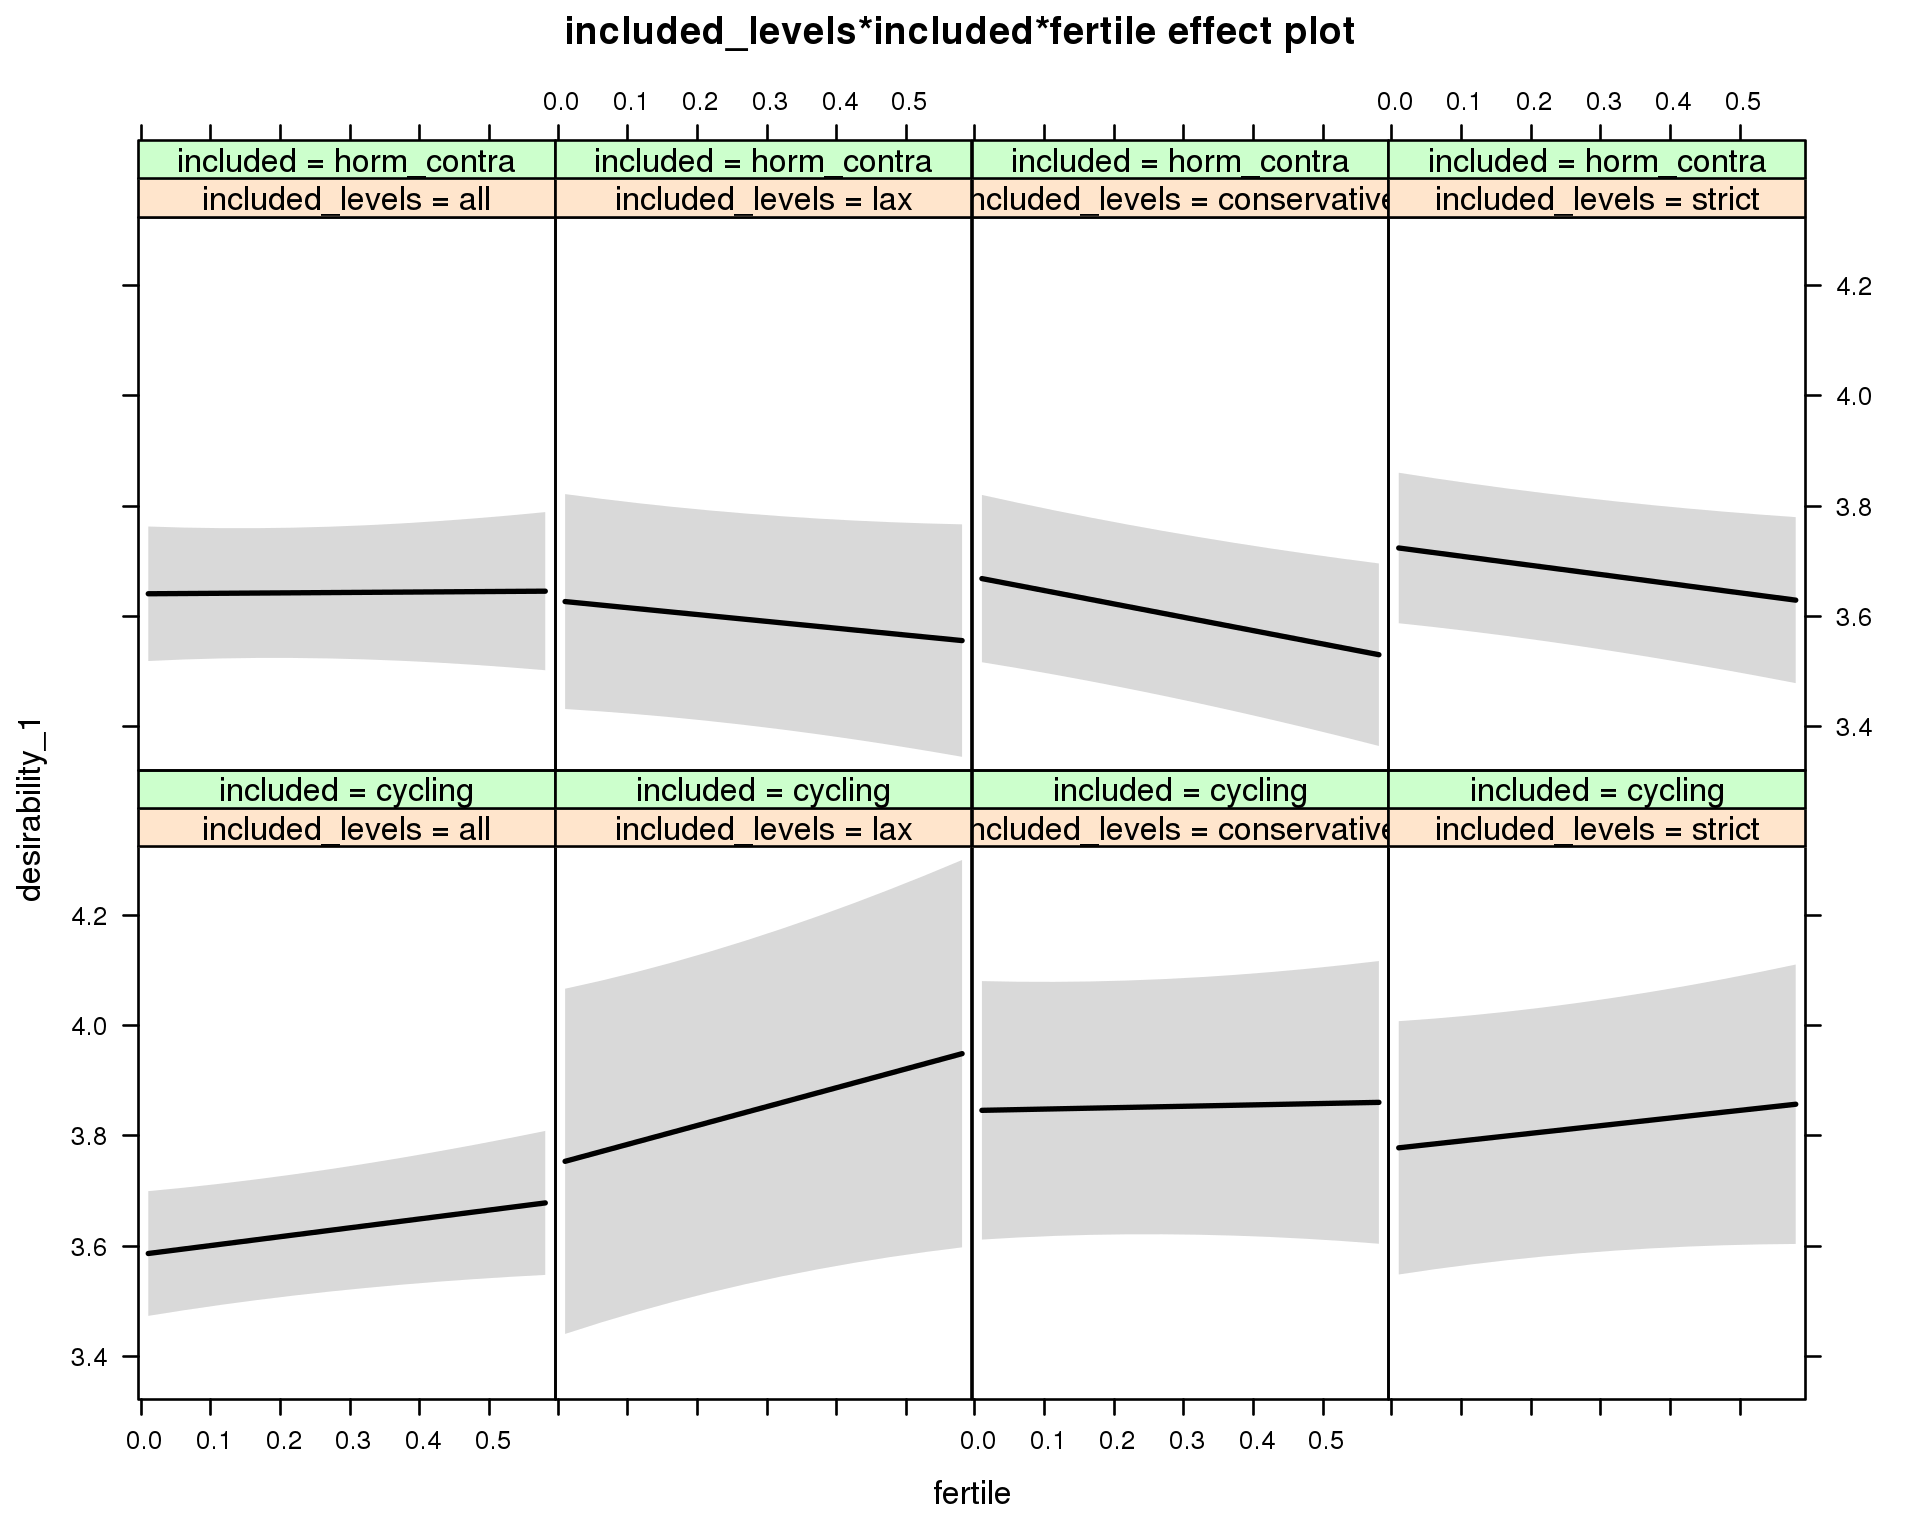 included_levels*included*fertile effect plot
0.0 0.1 0.2 0.3 0.4 0.5 0.0 0.1 0.2 0.3 0.4 0.5
included = horm_contra included = horm_contra included = horm_contra included = horm_contra
included_levels = all included_levels = lax ncluded_levels = conservative included_levels = strict
4.2
4.0
3.8
3.6
3.4
desirability_1
included = cycling included = cycling included = cycling included = cycling
included_levels = all included_levels = lax ncluded_levels = conservative included_levels = strict
4.2
4.0
3.8
3.6
3.4
0.0 0.1 0.2 0.3 0.4 0.5 0.0 0.1 0.2 0.3 0.4 0.5
fertile